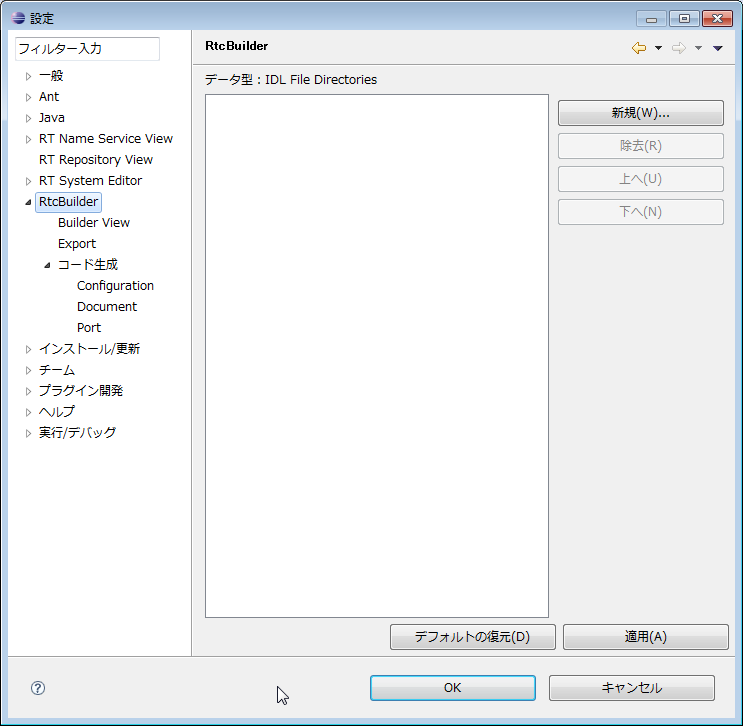 設定
フィルター入力
一般
Ant
Java
RT Name Service View
RT Repository View
RT System Editor
RtcBuilder
Builder View
Export
コード生成
Configuration
Document
Port
インストール/更新
チーム
プラグイン開発
ヘルプ
実行/デバッグ
RtcBuilder
データ型：IDL File Directories
新規(W)...
除去(R)
上へ(U)
下へ(N)
デフォルトの復元(D)
適用(A)
?
OK
キャンセル